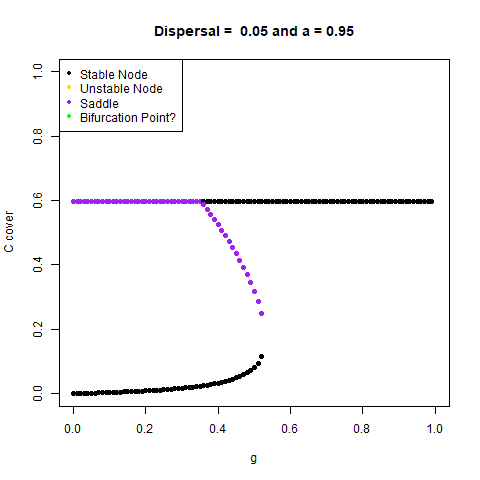 Dispersal =  0.05 and a = 0.95
Stable Node
Unstable Node
Saddle
Bifurcation Point?
C cover
1.0
0.8
0.6
0.4
0.2
0.0
0.0 0.2 0.4 0.6 0.8 1.0
g